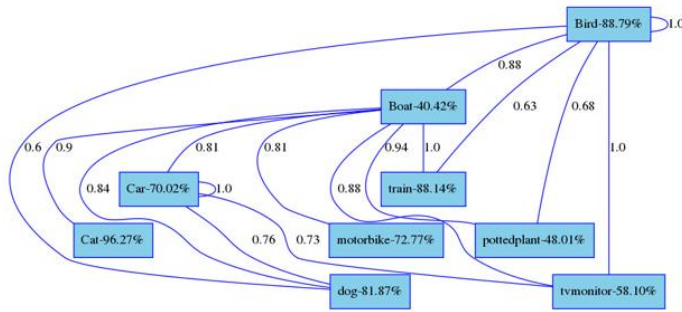 Bird-88.79%
1.0
0.88
Boat-40.42%
0.63
0.68
0.6
0.9
0.81
0.81
0.94
1.0
1.0
Car-70.02%
1.0
0.84
0.88
train-88.14%
Cat-96.27%
0.76
0.73
motorbike-72.77%
pottedplant-48.01%
dog-81.87%
tvmonitor-58.10%